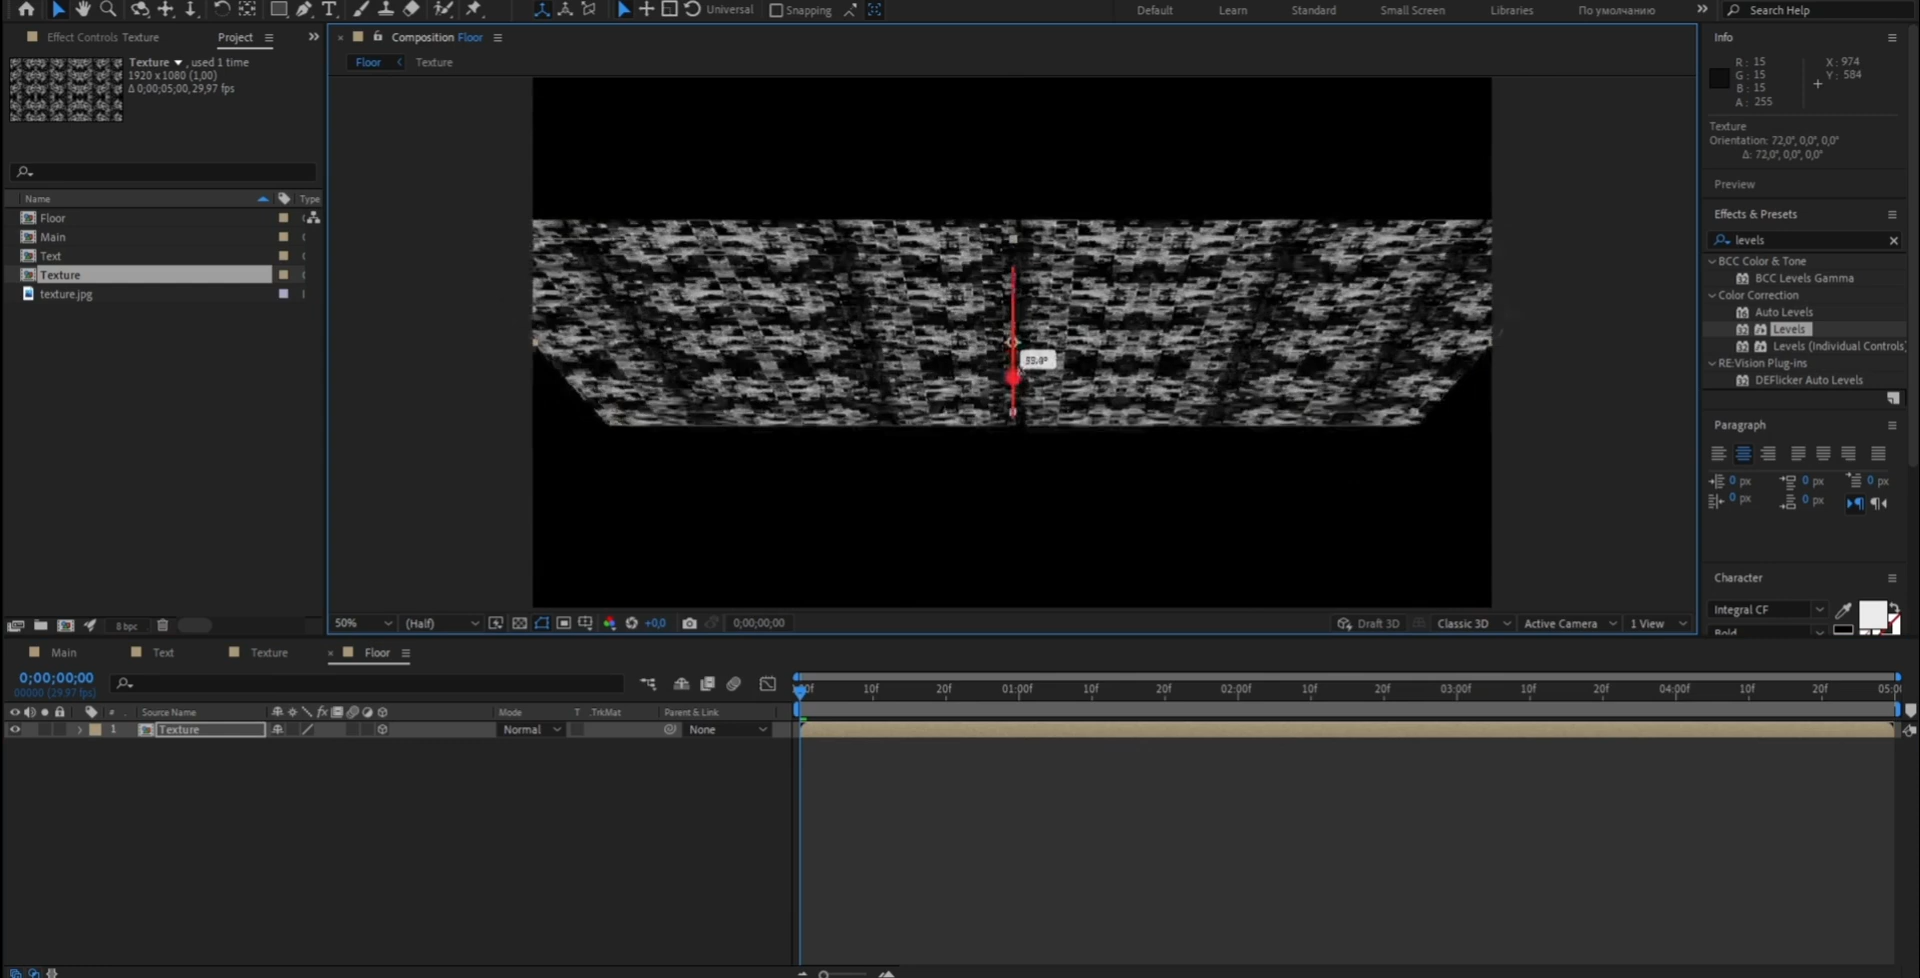 Universal
Snapping
Default
Learn
Standard
Small Screen
Libraries
По умолчанию
Search Help
Effect Controls Texture
Project
Texture , used 1 time
1920 x 1080 (1,00)
Δ 0;00;05;00, 29,97 fps
Name
Type
Floor
Main
Text
Texture
texture.jpg
8 bpc
Composition Floor
Floor
Texture
50%
(Half)
+0,0
0;00;00;00
Draft 3D
Classic 3D
Active Camera
1 View
Info
R : 15
G : 15
B : 15
A : 255
X : 974
Y : 584
Texture
Orientation: 72,0°, 0,0°, 0,0°
Δ: 72,0°, 0,0°, 0,0°
Preview
Effects & Presets
levels
BCC Color & Tone
BCC Levels Gamma
Color Correction
Auto Levels
Levels
Levels (Individual Controls)
RE:Vision Plug-ins
DEFlicker Auto Levels
Paragraph
0 px
0 px
0 px
0 px
0 px
Character
Integral CF
Bold
Main
Text
Texture
Floor
0;00;00;00
00000 (29.97 fps)
# Source Name
Mode
T .TrkMat
Parent & Link
1 Texture
Normal
None
10f
20f
01:00f
10f
20f
02:00f
10f
20f
03:00f
10f
20f
04:00f
10f
20f